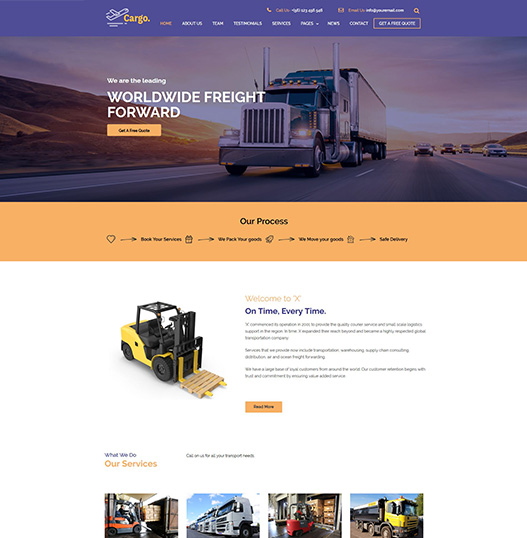 Call Us: +(56) 123 456 546
Email Us: info@youremail.com
Cargo.
HOME
ABOUT US
TEAM
TESTIMONIALS
SERVICES
PAGES
NEWS
CONTACT
GET A FREE QUOTE
We are the leading
WORLDWIDE FREIGHT
FORWARD
Get A Free Quote
Our Process
Book Your Services
We Pack Your goods
We Move your goods
Safe Delivery
Welcome to 'X'
On Time, Every Time.
'X' commenced its operation in 2010 to provide the quality courier service and small scale logistics
support in the region. In time, it expanded their reach beyond and became a highly respected global
transportation company.
Services that we provide now include transportation, warehousing, supply chain consulting,
distribution, air and ocean freight forwarding.
We have a large base of loyal customers from around the world. Our customer retention begins with
trust and commitment by ensuring value added service.
Read More
What We Do
Our Services
Call on us for all your transport needs.